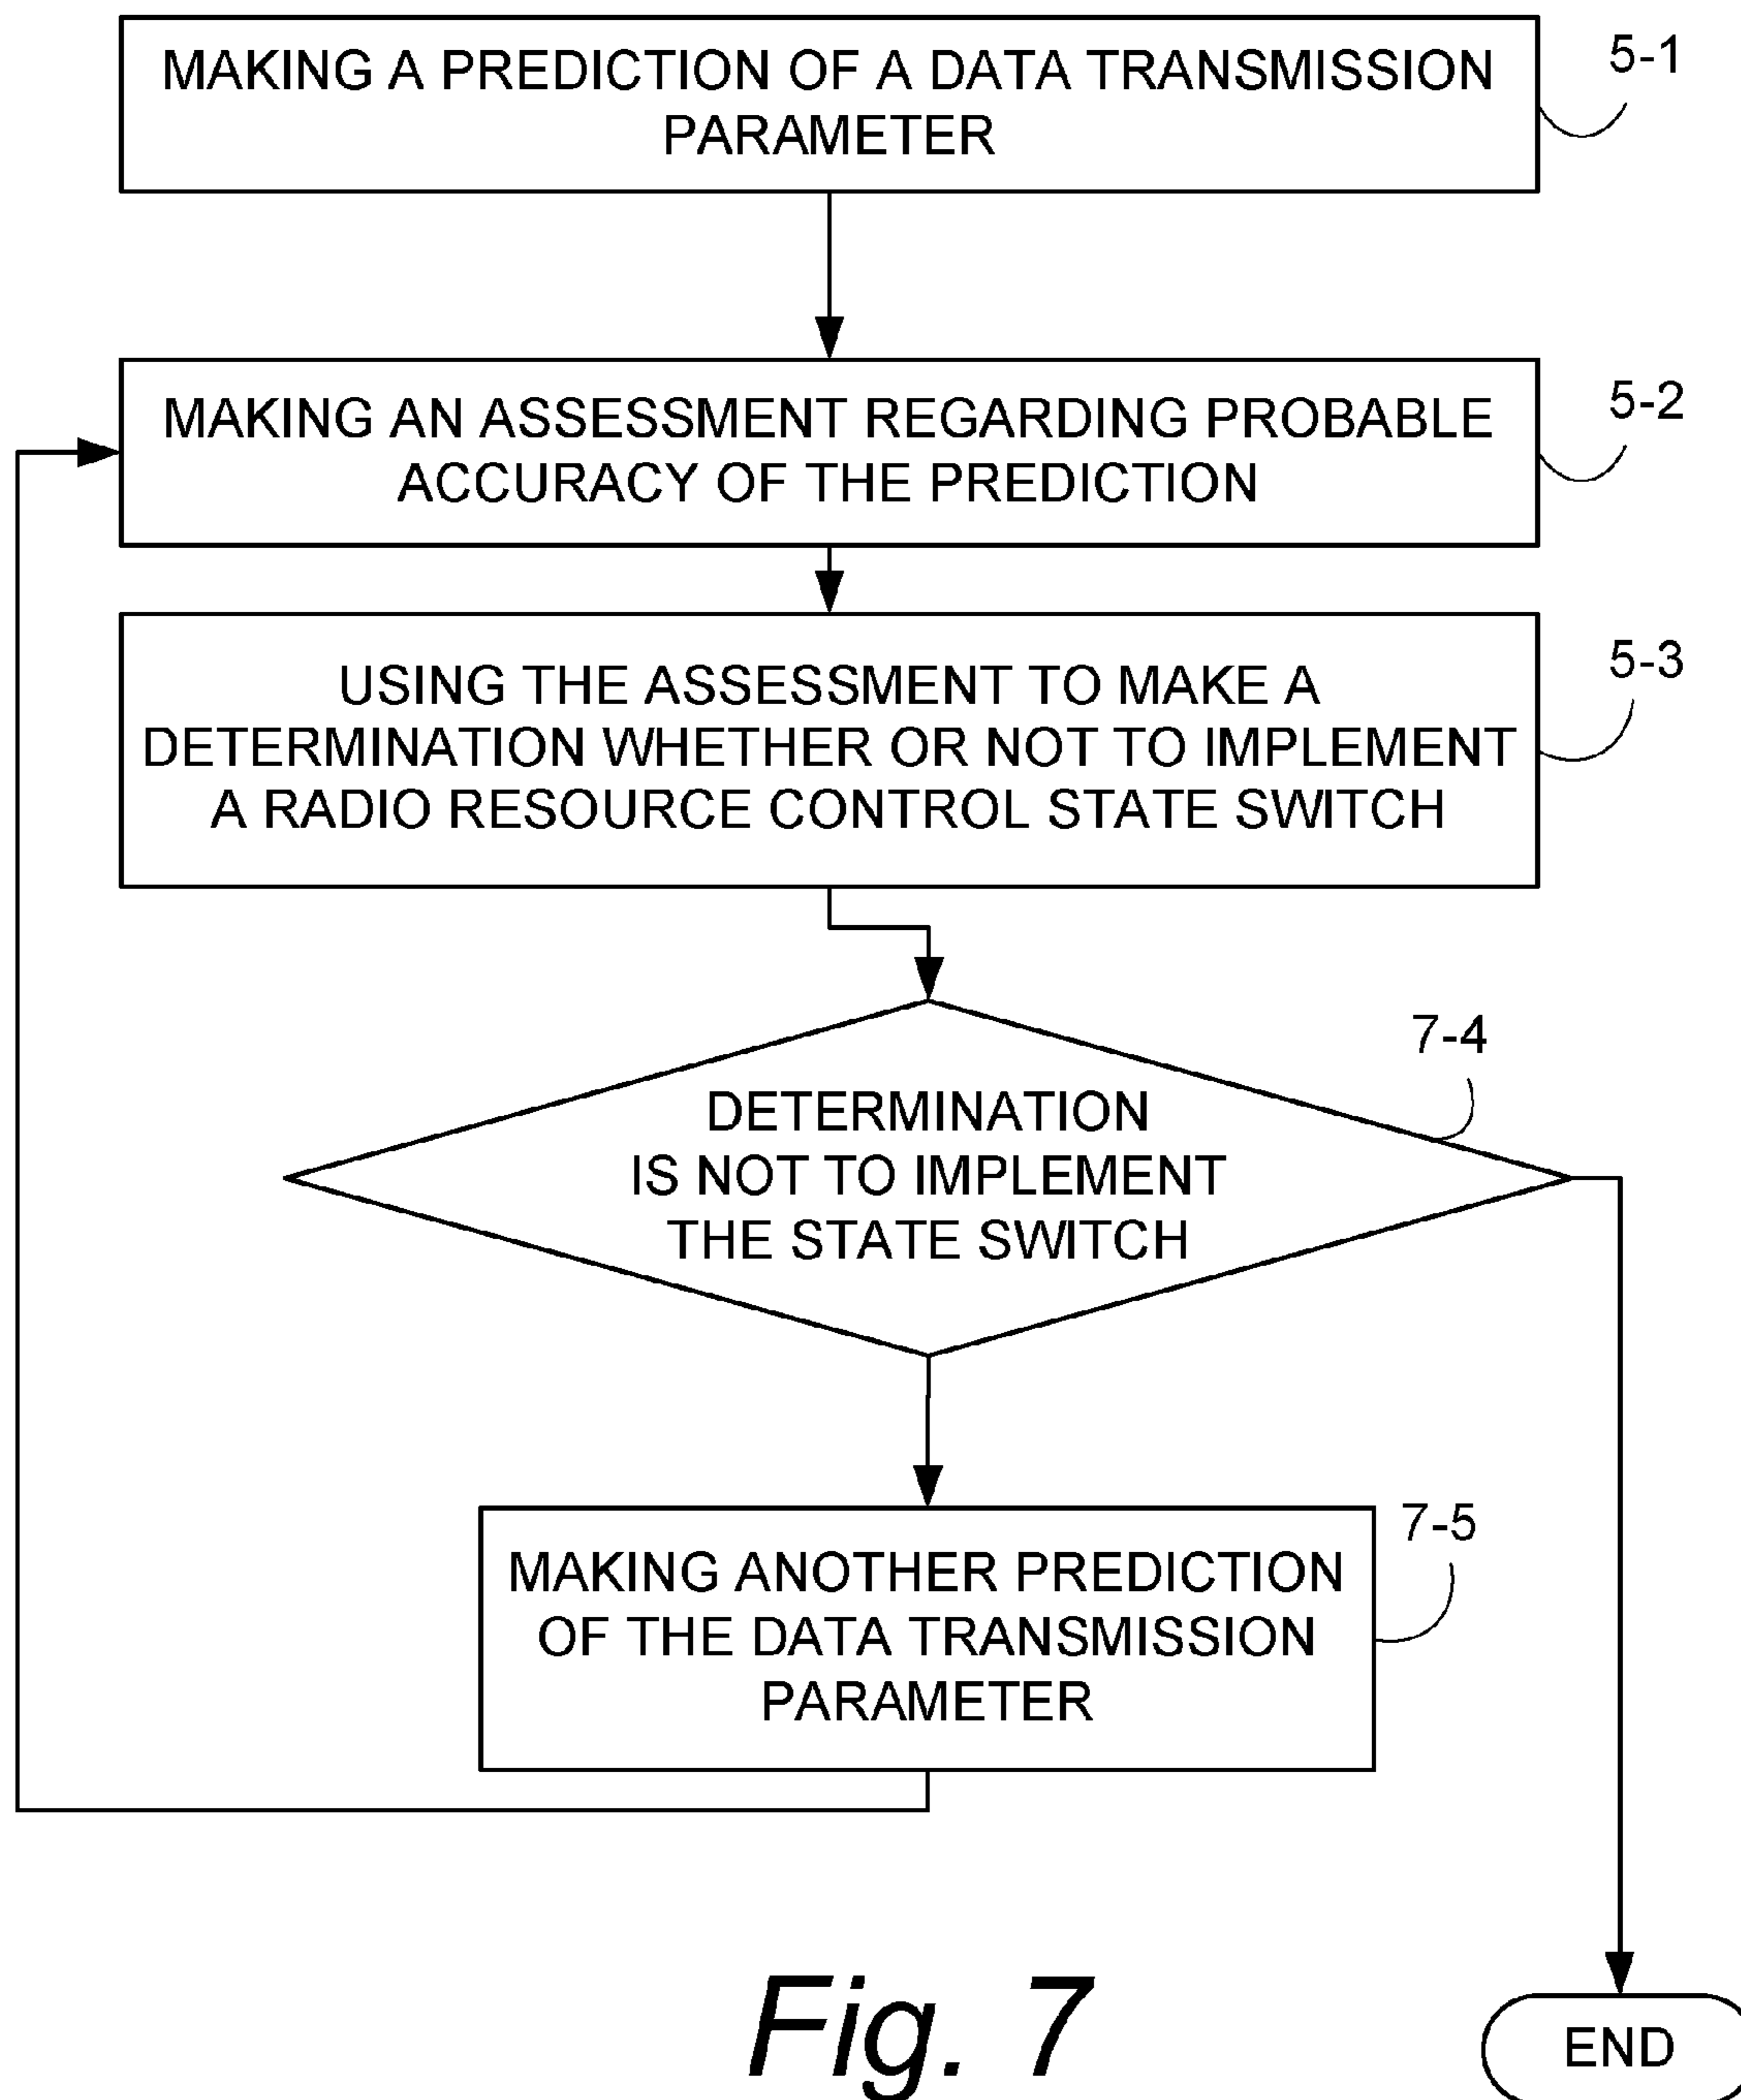 MAKING A PREDICTION OF A DATA TRANSMISSION
PARAMETER
5-1
MAKING AN ASSESSMENT REGARDING PROBABLE
ACCURACY OF THE PREDICTION
5-2
USING THE ASSESSMENT TO MAKE A
DETERMINATION WHETHER OR NOT TO IMPLEMENT
A RADIO RESOURCE CONTROL STATE SWITCH
5-3
7-4
DETERMINATION
IS NOT TO IMPLEMENT
THE STATE SWITCH
7-5
MAKING ANOTHER PREDICTION
OF THE DATA TRANSMISSION
PARAMETER
Fig. 7
END